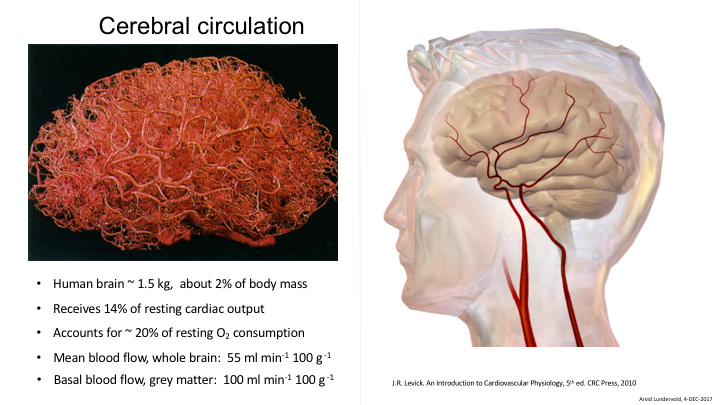 Cerebral circulation
• Human brain ~ 1.5 kg, about 2% of body mass
• Receives 14% of resting cardiac output
• Accounts for ~ 20% of resting O₂ consumption
• Mean blood flow, whole brain: 55 ml min⁻¹ 100 g⁻¹
• Basal blood flow, grey matter: 100 ml min⁻¹ 100 g⁻¹
J.R. Levick. An Introduction to Cardiovascular Physiology, 5ᵗʰ ed. CRC Press, 2010
Arvid Lundervold, 4-DEC-2017